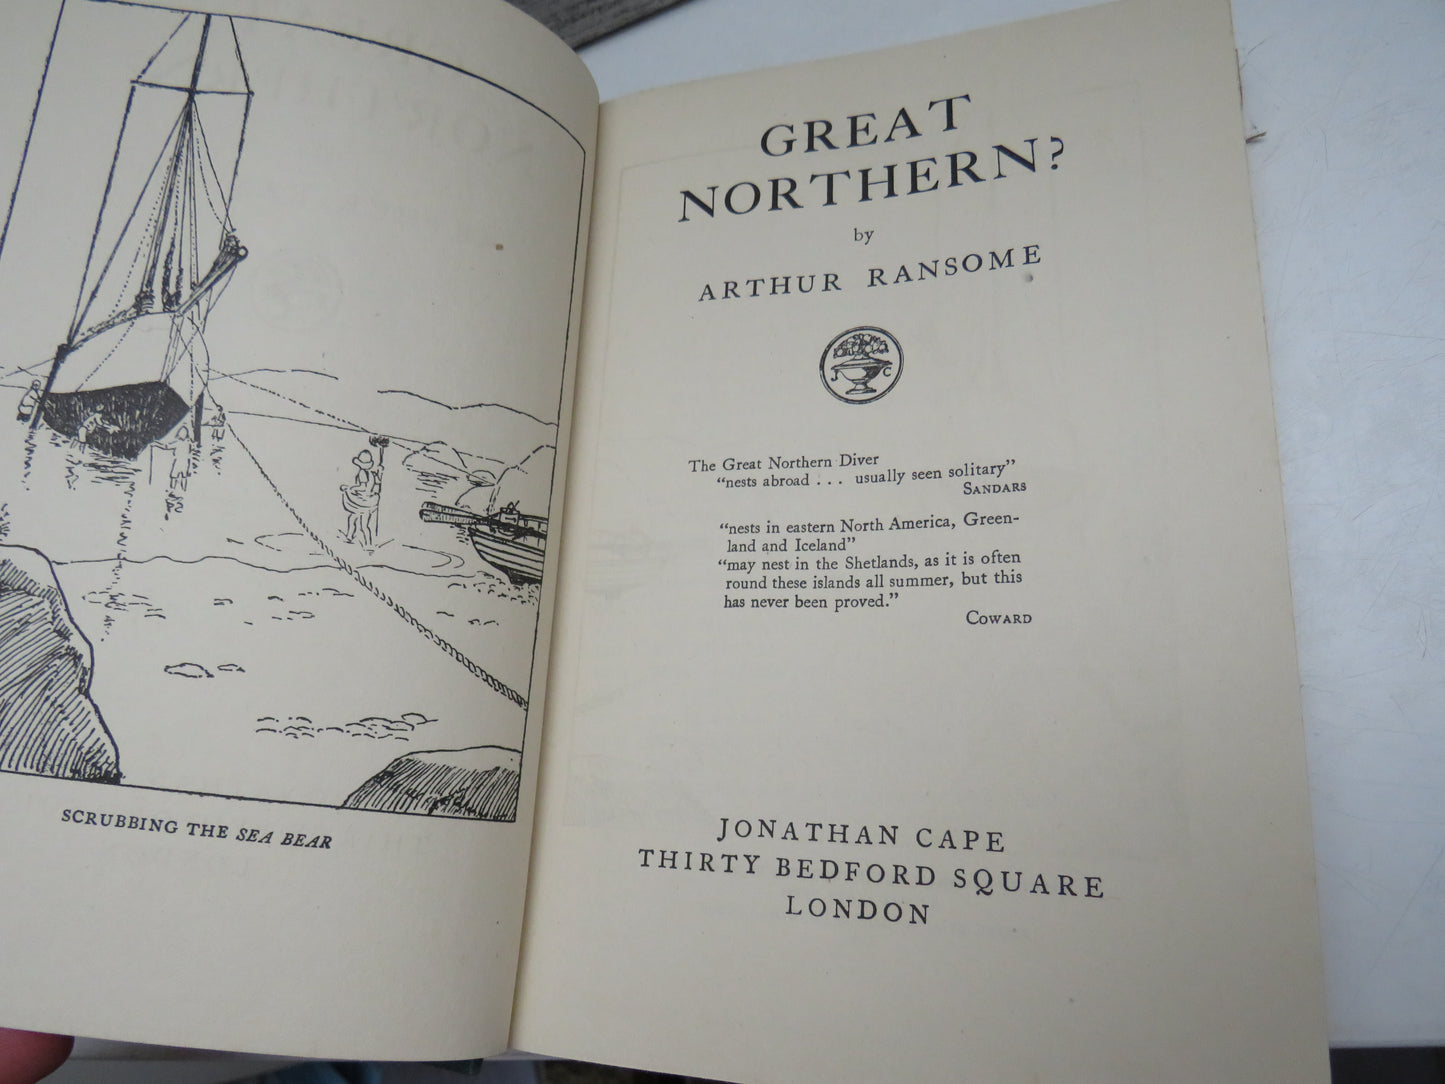 SCRUBBING THE SEA BEAR
GREAT
NORTHERN?
by
ARTHUR RANSOME
J C
The Great Northern Diver
"nests abroad . . . usually seen solitary"
SANDARS
"nests in eastern North America, Green-
land and Iceland"
"may nest in the Shetlands, as it is often
round these islands all summer, but this
has never been proved."
COWARD
JONATHAN CAPE
THIRTY BEDFORD SQUARE
LONDON